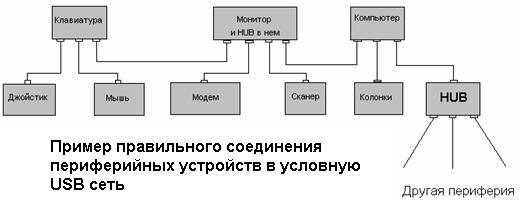 Клавиатура
Монитор
и HUB в нем
Компьютер
Джойстик
Мышь
Модем
Сканер
Колонки
HUB
Пример правильного соединения
периферийных устройств в условную
USB сеть
Другая периферия